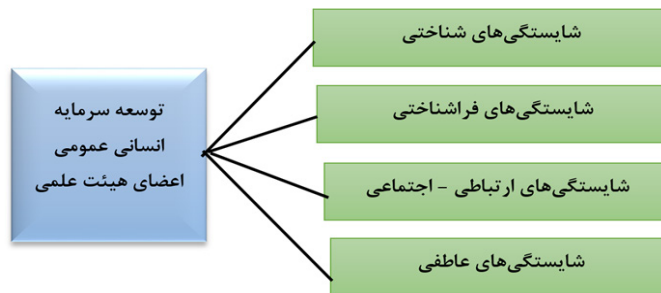 توسعه سرمایه
انسانی عمومی
اعضای هیئت علمی
شایستگی‌های شناختی
شایستگی‌های فراشناختی
شایستگی‌های ارتباطی - اجتماعی
شایستگی‌های عاطفی